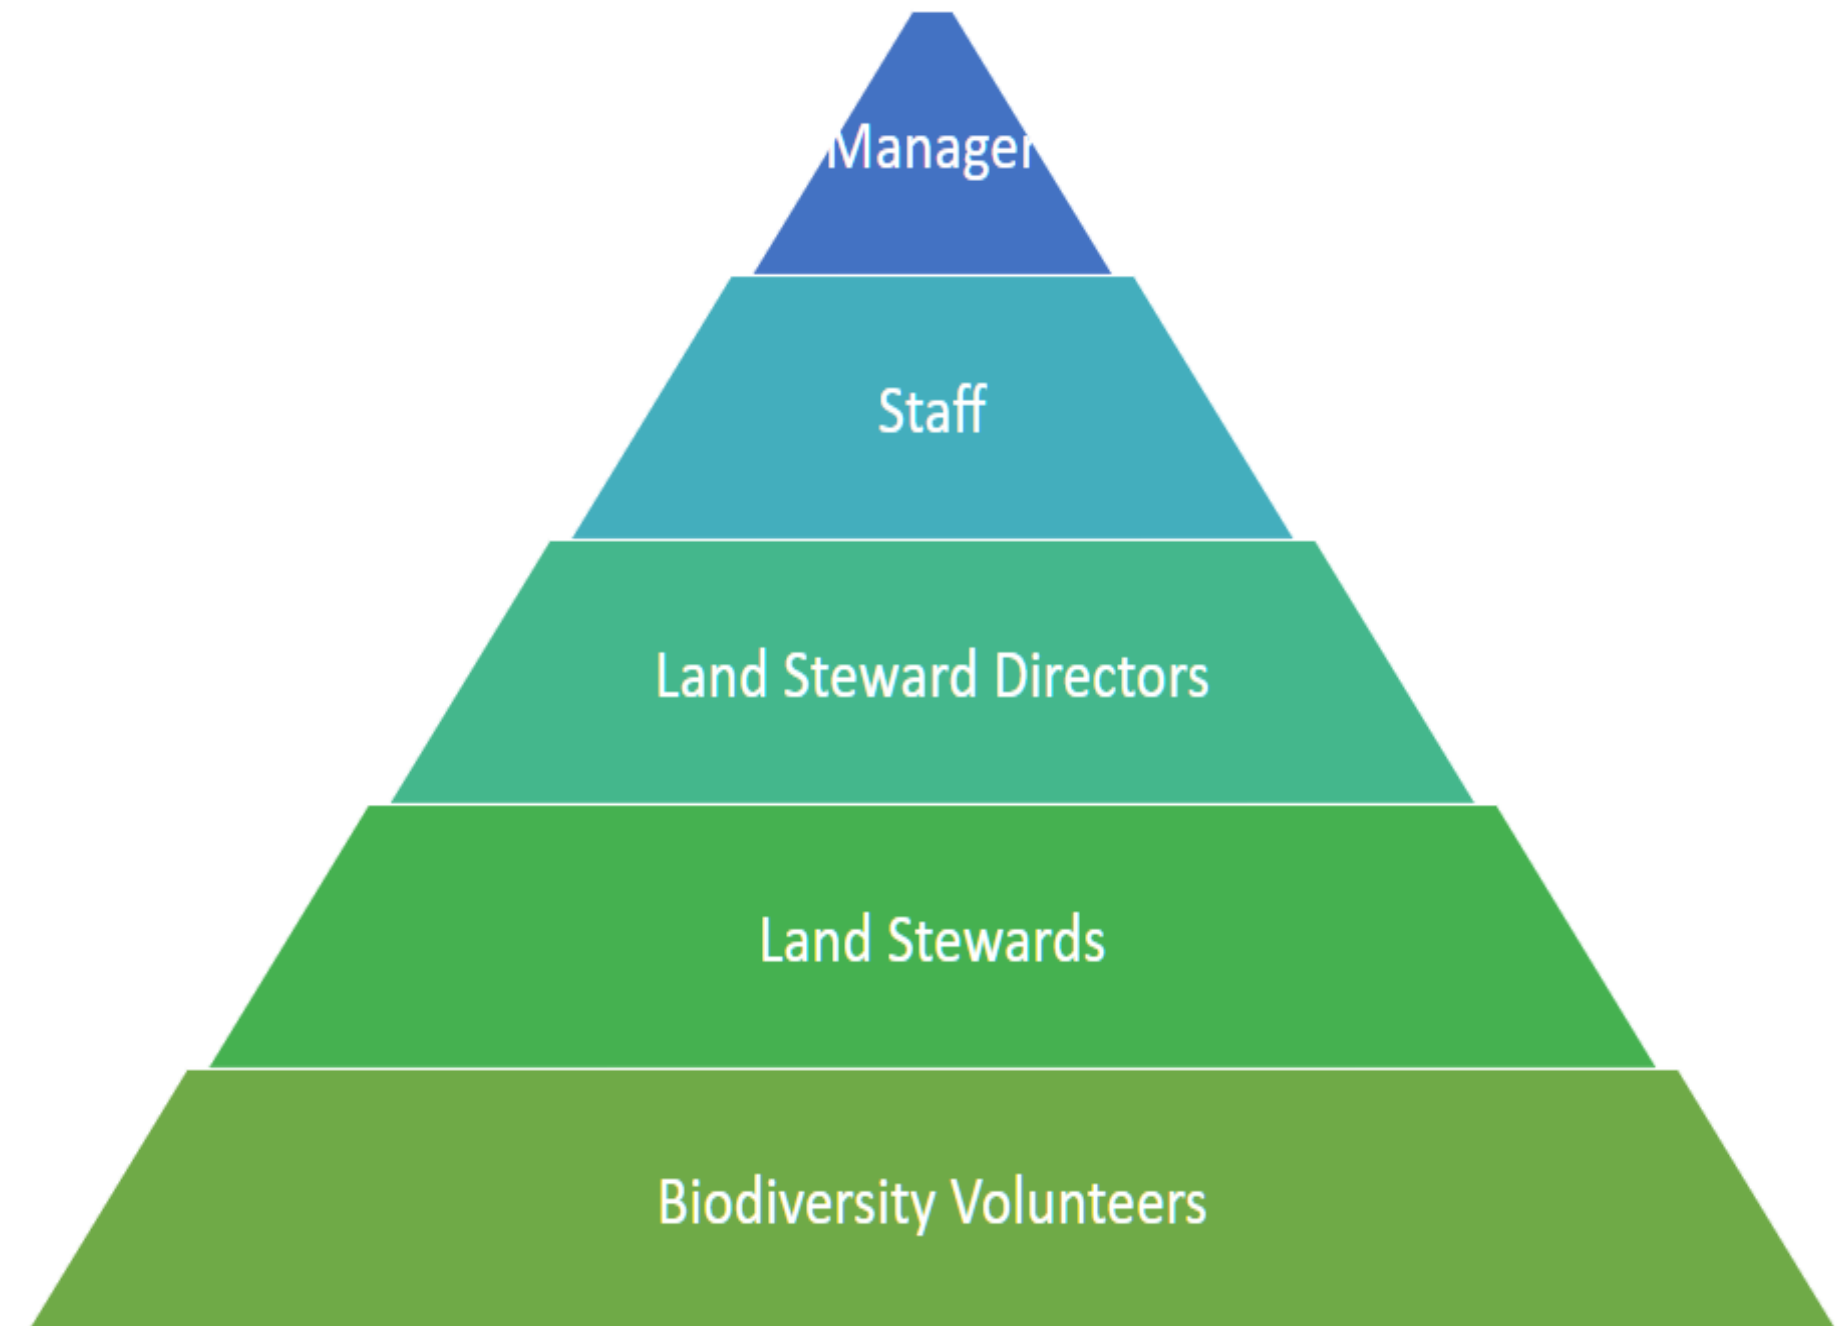 Manager
Staff
Land Steward Directors
Land Stewards
Biodiversity Volunteers